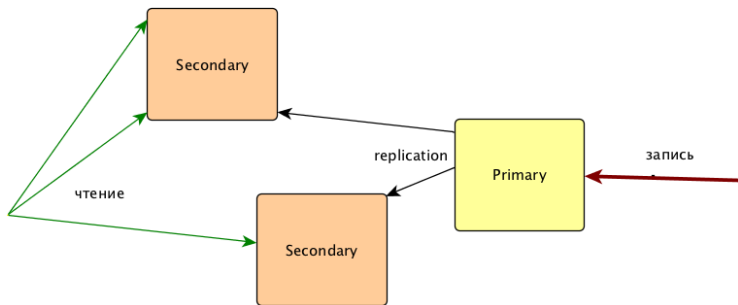 Secondary
запись
replication
Primary
чтение
Secondary